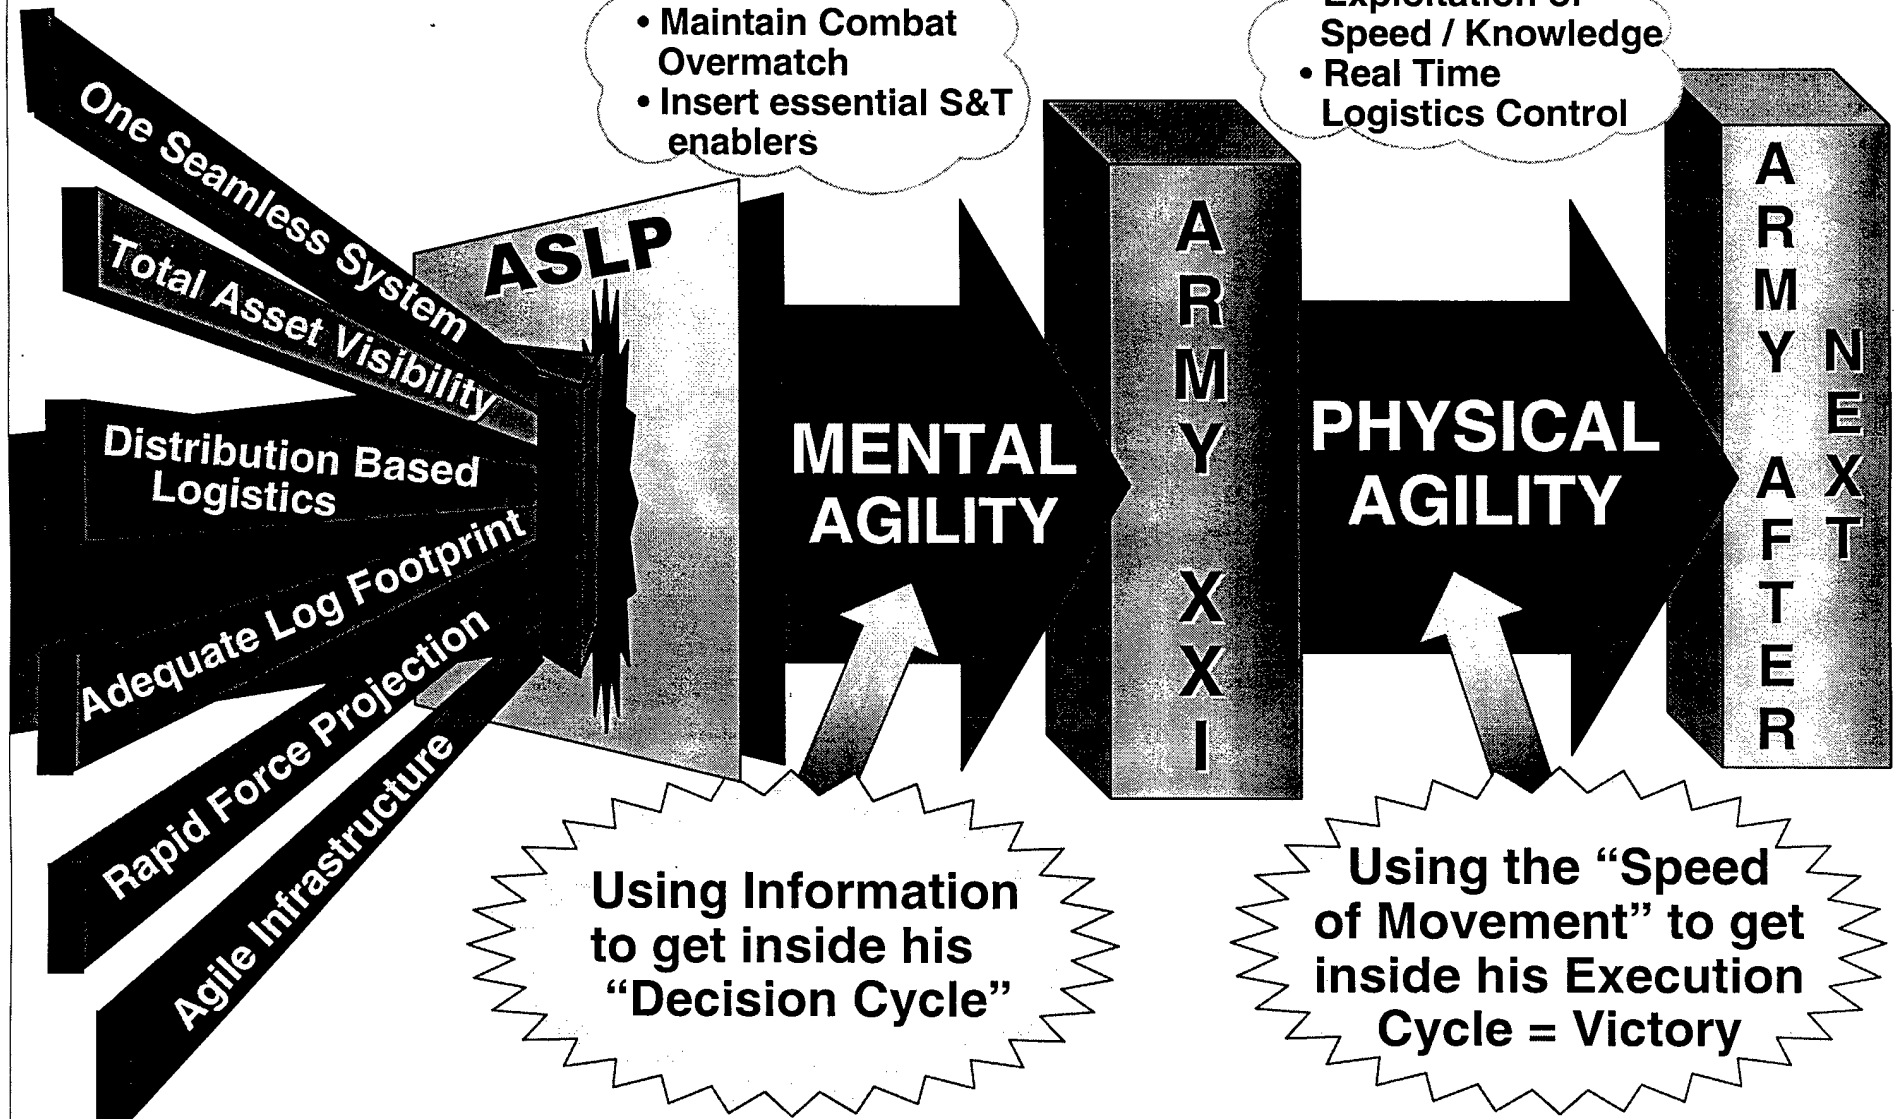 • Maintain Combat
Overmatch
• Insert essential S&T
enablers
Speed / Knowledge
• Real Time
Logistics Control
One Seamless System
Total Asset Visibility
Distribution Based
Logistics
Adequate Log Footprint
Rapid Force Projection
Agile Infrastructure
ASLP
MENTAL
AGILITY
ARMY XXI
PHYSICAL
AGILITY
ARMY AFTER
NEXT
Using Information
to get inside his
“Decision Cycle”
Using the “Speed
of Movement” to get
inside his Execution
Cycle = Victory